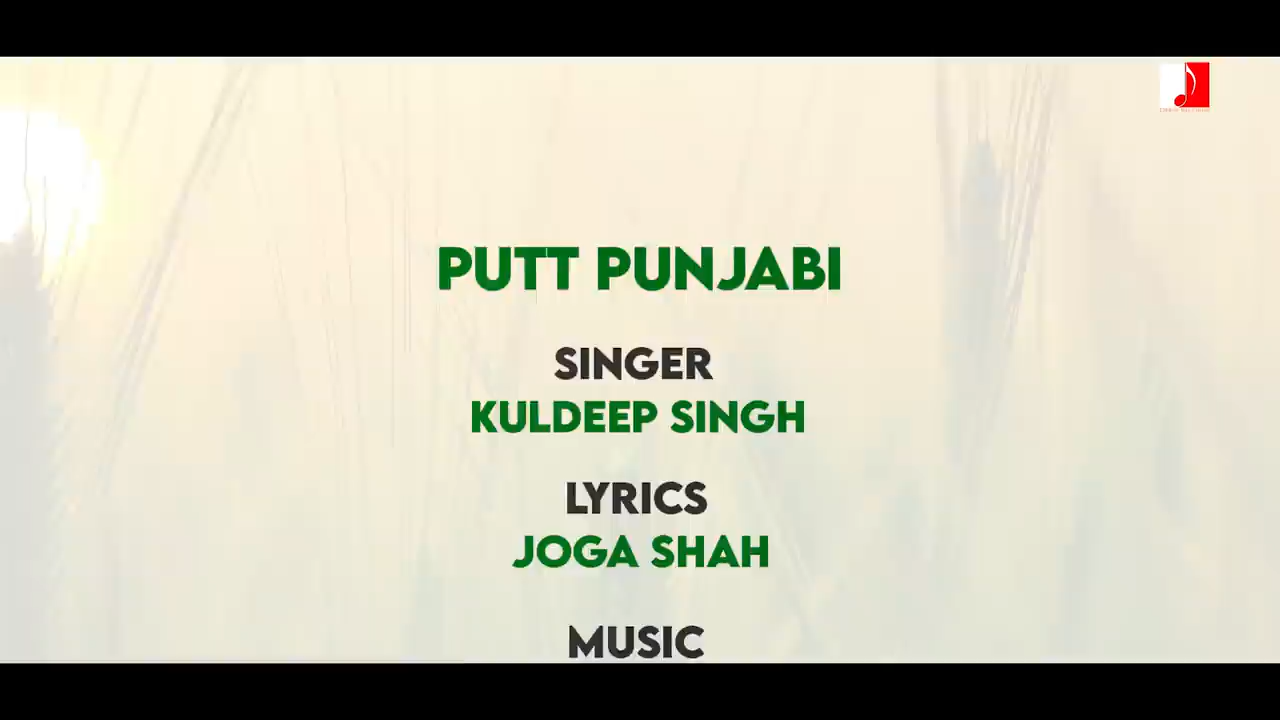 PUTT PUNJABI
SINGER
KULDEEP SINGH
LYRICS
JOGA SHAH
MUSIC